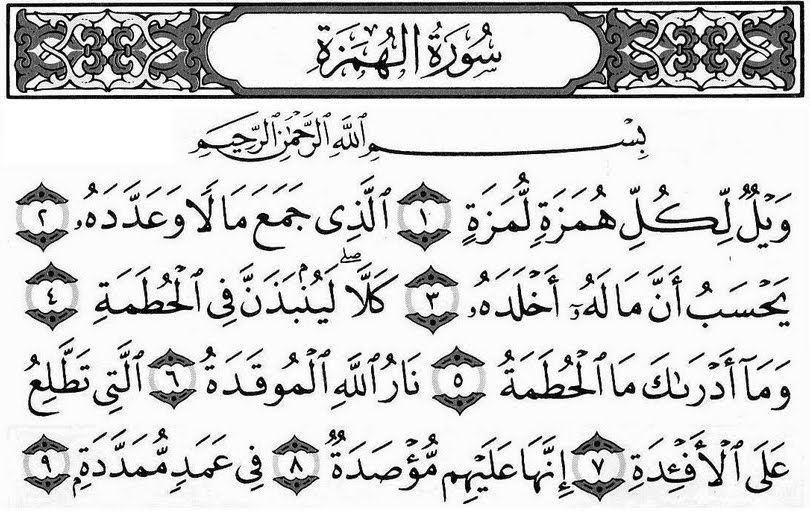 سُورَةُ الهُمَزَةِ
بِسْمِ ٱللَّهِ ٱلرَّحْمَٰنِ ٱلرَّحِيمِ
وَيْلٌ لِّكُلِّ هُمَزَةٍ لُّمَزَةٍ ١ ٱلَّذِى جَمَعَ مَالًا وَعَدَّدَهُۥ ٢
يَحْسَبُ أَنَّ مَالَهُۥٓ أَخْلَدَهُۥ ٣ كَلَّا ۖ لَيُنۢبَذَنَّ فِى ٱلْحُطَمَةِ ٤
وَمَآ أَدْرَىٰكَ مَا ٱلْحُطَمَةُ ٥ نَارُ ٱللَّهِ ٱلْمُوقَدَةُ ٦ ٱلَّتِى تَطَّلِعُ
عَلَى ٱلْأَفْـِٔدَةِ ٧ إِنَّهَا عَلَيْهِم مُّؤْصَدَةٌ ٨ فِى عَمَدٍ مُّمَدَّدَةٍۭ ٩